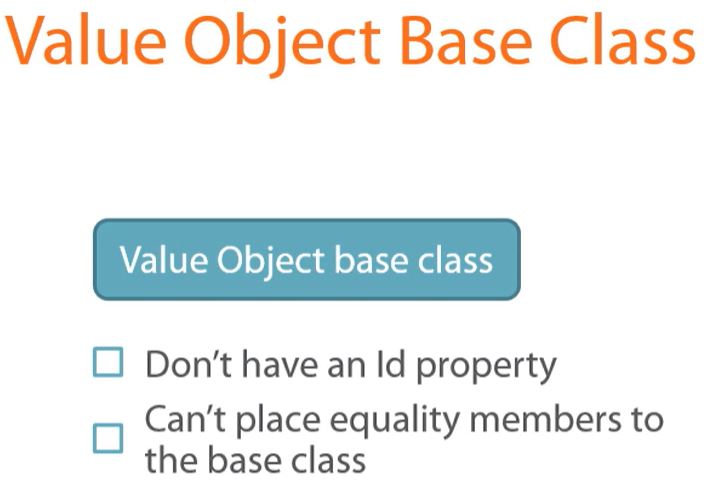 Value Object Base Class
Value Object base class
Don't have an Id property
Can't place equality members to
the base class